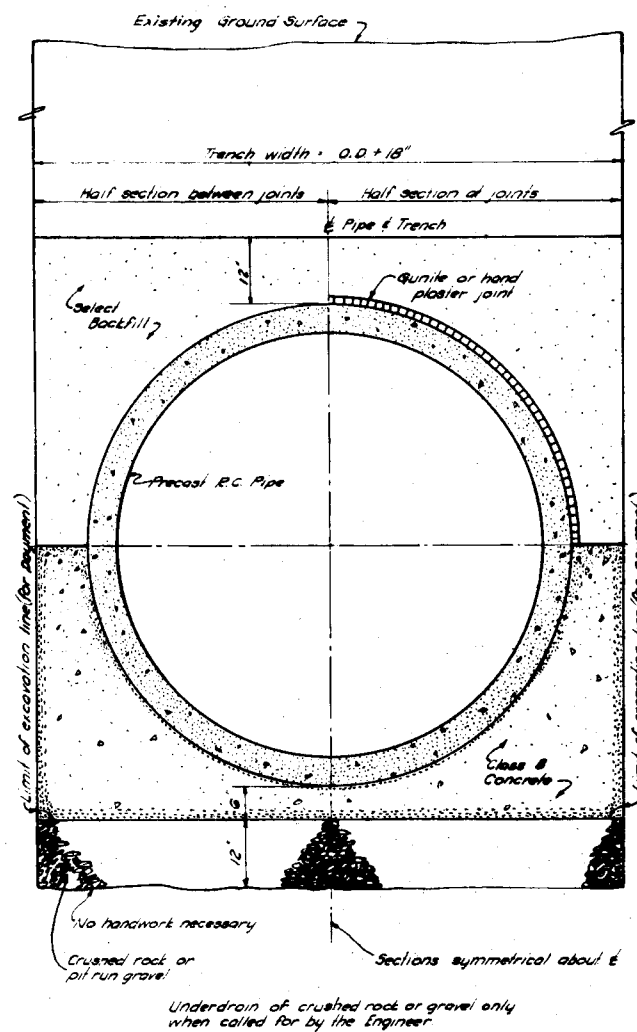 Existing Ground Surface
Trench width = O.D. + 18"
Half section between joints
Half section at joints
℄ Pipe & Trench
12"
Gunite or hand
plaster joint
Select
Backfill
Precast R.C. Pipe
Limit of excavation line (for payment)
Class B
Concrete
6"
12"
No handwork necessary
Crushed rock or
pit run gravel
Sections symmetrical about ℄
Underdrain of crushed rock or gravel only
when called for by the Engineer.